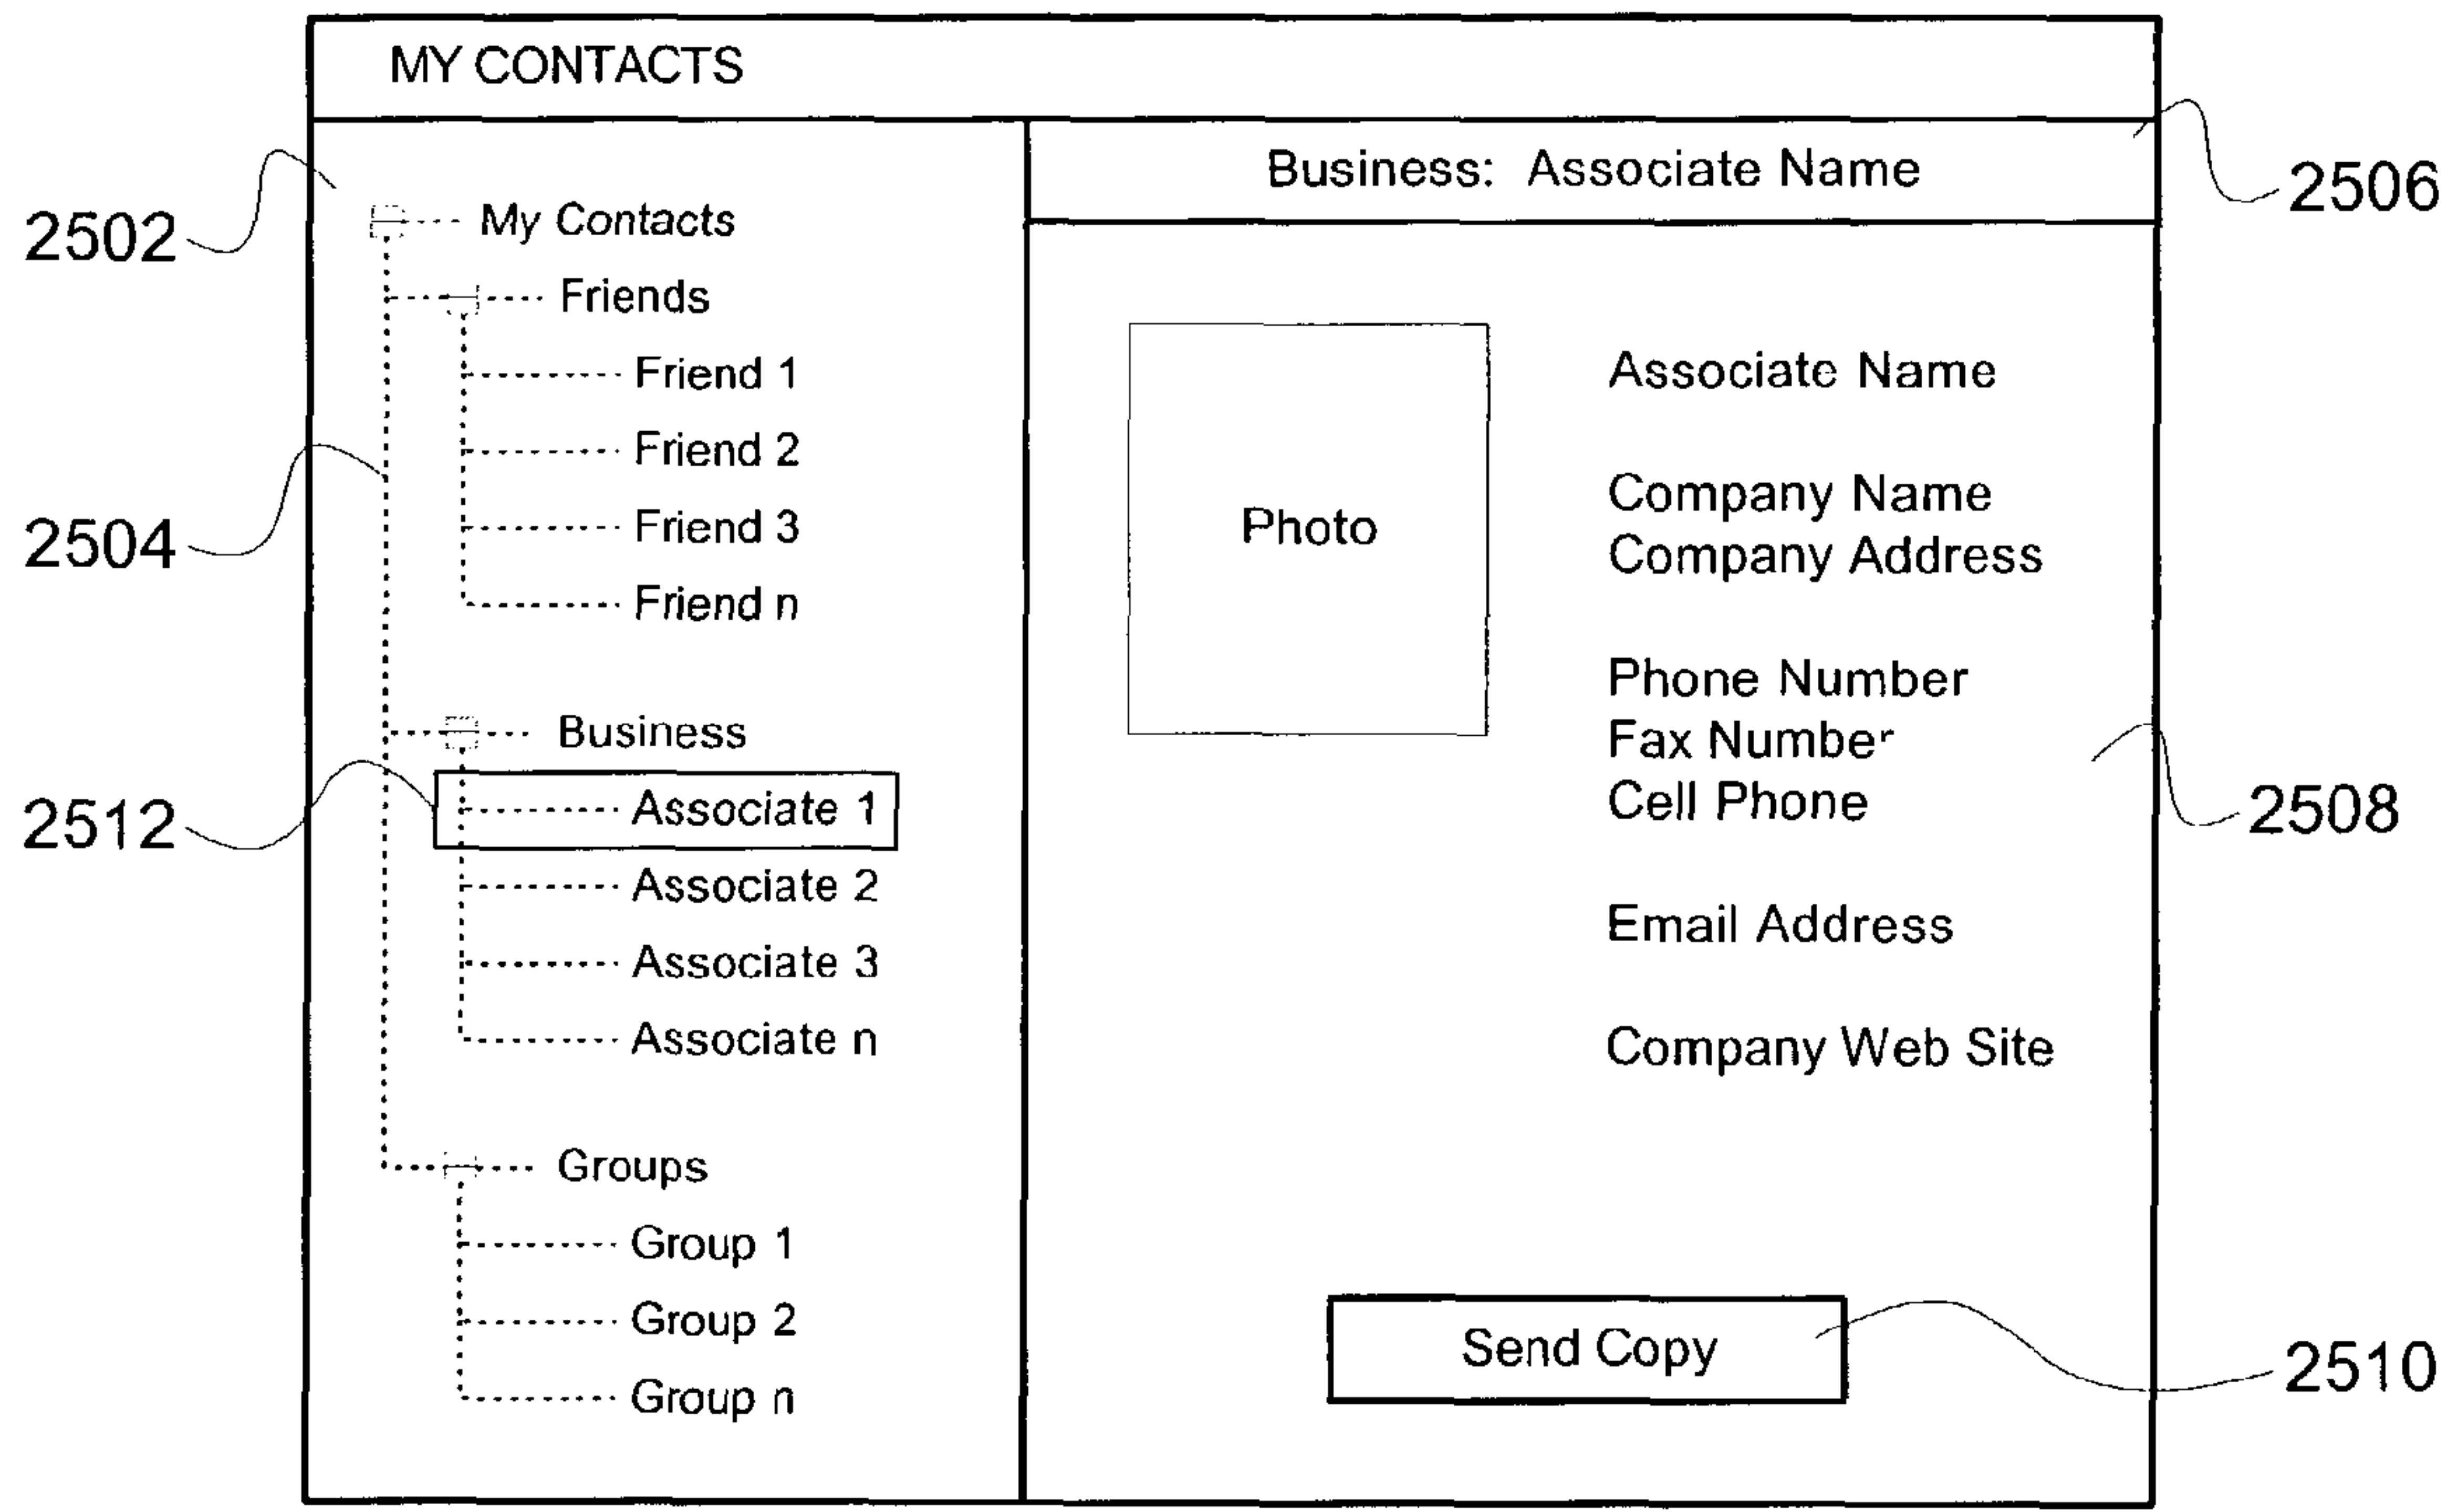 MY CONTACTS
Business: Associate Name
2506
2502
My Contacts
Friends
Friend 1
Friend 2
Friend 3
Friend n
2504
Business
2512
Associate 1
Associate 2
Associate 3
Associate n
Groups
Group 1
Group 2
Group n
Photo
Associate Name
Company Name
Company Address
Phone Number
Fax Number
Cell Phone
2508
Email Address
Company Web Site
Send Copy
2510